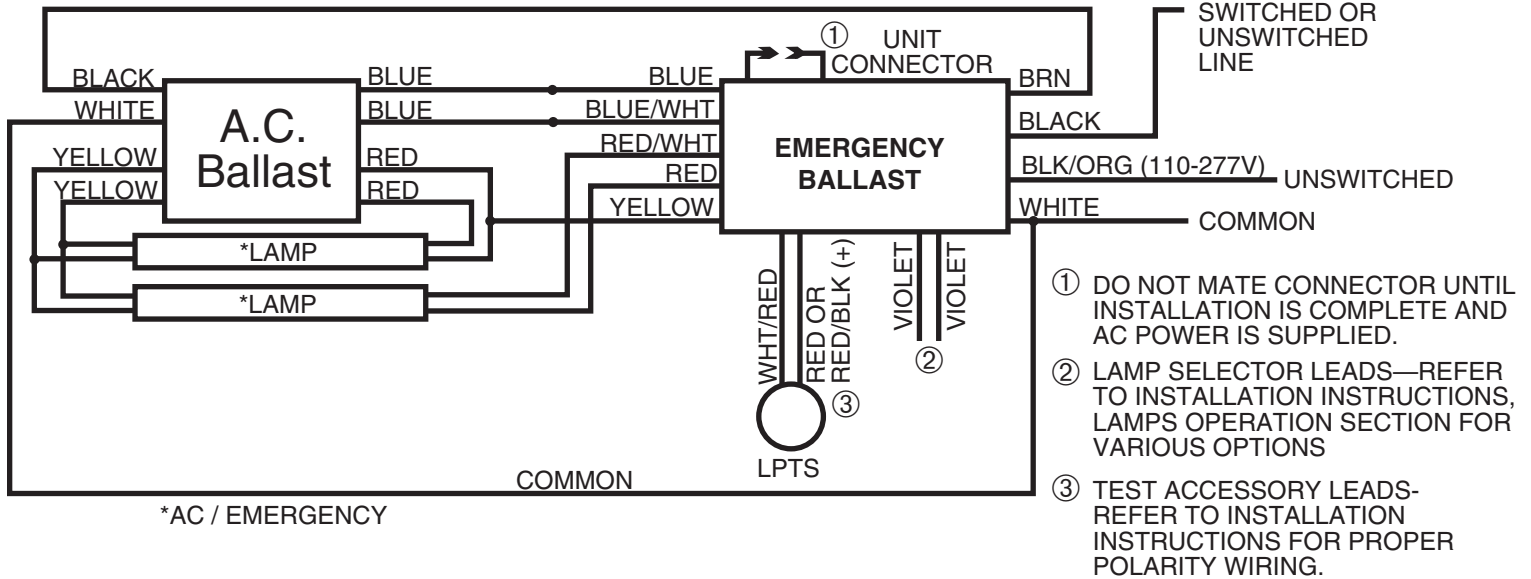 SWITCHED OR
UNSWITCHED
LINE
① UNIT
CONNECTOR
BLACK
WHITE
YELLOW
YELLOW
A.C.
Ballast
BLUE
BLUE
RED
RED
BLUE
BLUE/WHT
RED/WHT
RED
YELLOW
EMERGENCY
BALLAST
BRN
BLACK
BLK/ORG (110-277V)
UNSWITCHED
WHITE
COMMON
*LAMP
*LAMP
WHT/RED
RED OR
RED/BLK (+)
VIOLET
VIOLET
②
③
LPTS
COMMON
*AC / EMERGENCY
① DO NOT MATE CONNECTOR UNTIL
INSTALLATION IS COMPLETE AND
AC POWER IS SUPPLIED.
② LAMP SELECTOR LEADS—REFER
TO INSTALLATION INSTRUCTIONS,
LAMPS OPERATION SECTION FOR
VARIOUS OPTIONS
③ TEST ACCESSORY LEADS-
REFER TO INSTALLATION
INSTRUCTIONS FOR PROPER
POLARITY WIRING.